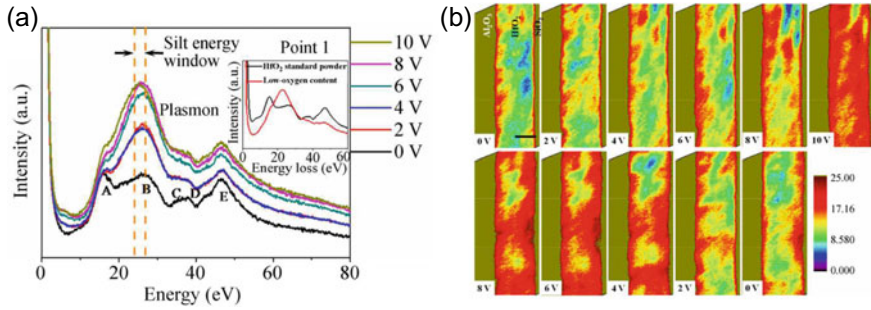 (a)
Silt energy
window
Plasmon
Point 1
HfO₂ standard powder
Low-oxygen content
Intensity (a.u.)
Energy loss (eV)
0 20 40 60
10 V
8 V
6 V
4 V
2 V
0 V
A
B
C
D
E
Intensity (a.u.)
0 20 40 60 80
Energy (eV)
(b)
Al₂O₃ HfO₂ SiO₂
0 V
2 V
4 V
6 V
8 V
10 V
8 V
6 V
4 V
2 V
0 V
25.00
17.16
8.580
0.000